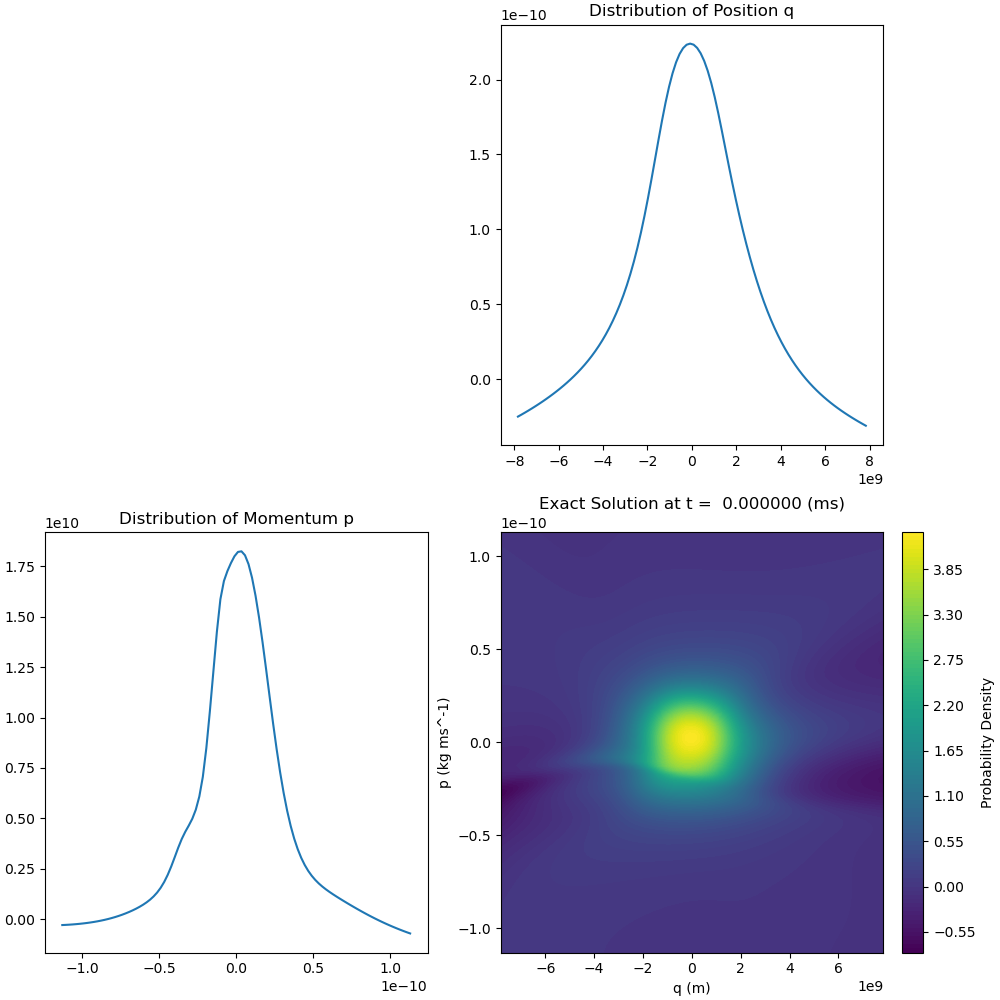 Distribution of Position q
1e−10
2.0
1.5
1.0
0.5
0.0
−8 −6 −4 −2 0 2 4 6 8
1e9
Distribution of Momentum p
1e10
1.75
1.50
1.25
1.00
0.75
0.50
0.25
0.00
−1.0 −0.5 0.0 0.5 1.0
1e−10
Exact Solution at t =  0.000000 (ms)
1e−10
p (kg ms^-1)
1.0
0.5
0.0
−0.5
−1.0
−6 −4 −2 0 2 4 6
1e9
q (m)
3.85
3.30
2.75
2.20
1.65
1.10
0.55
0.00
−0.55
Probability Density